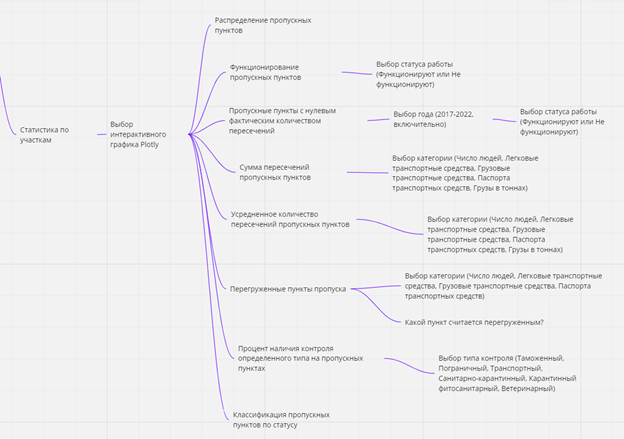 Статистика по
участкам
Выбор
интерактивного
графика Plotly
Распределение пропускных
пунктов
Функционирование
пропускных пунктов
Выбор статуса работы
(Функционируют или Не
функционируют)
Пропускные пункты с нулевым
фактическим количеством
пересечений
Выбор года (2017-2022,
включительно)
Выбор статуса работы
(Функционируют или Не
функционируют)
Сумма пересечений
пропускных пунктов
Выбор категории (Число людей, Легковые
транспортные средства, Грузовые
транспортные средства, Паспорта
транспортных средств, Грузы в тоннах)
Усредненное количество
пересечений пропускных пунктов
Выбор категории (Число людей, Легковые
транспортные средства, Грузовые
транспортные средства, Паспорта
транспортных средств, Грузы в тоннах)
Перегруженные пункты пропуска
Выбор категории (Число людей, Легковые транспортные
средства, Грузовые транспортные средства, Паспорта
транспортных средств)
Какой пункт считается перегруженным?
Процент наличия контроля
определенного типа на пропускных
пунктах
Выбор типа контроля (Таможенный,
Пограничный, Транспортный,
Санитарно-карантинный, Карантинный
фитосанитарный, Ветеринарный)
Классификация пропускных
пунктов по статусу